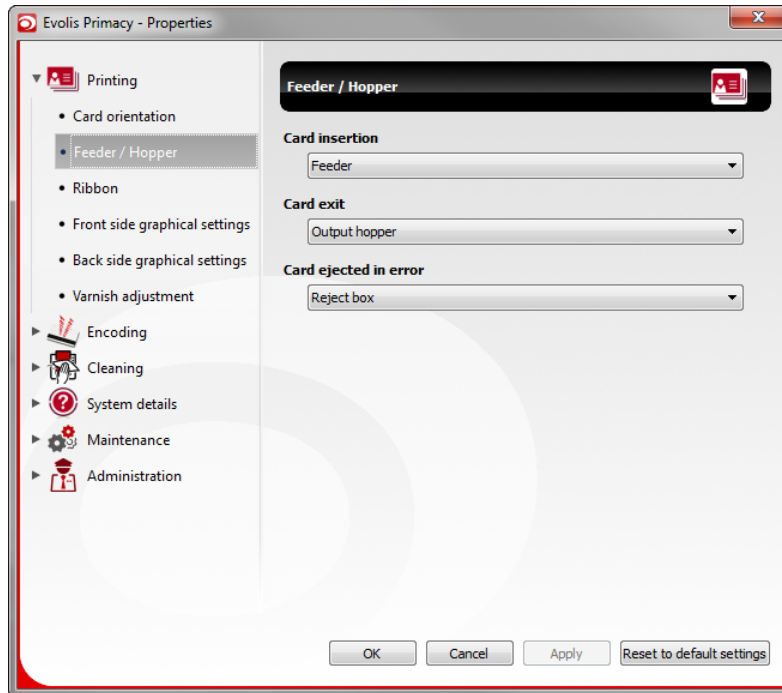 Evolis Primacy - Properties
Printing
Card orientation
Feeder / Hopper
Ribbon
Front side graphical settings
Back side graphical settings
Varnish adjustment
Encoding
Cleaning
System details
Maintenance
Administration
Feeder / Hopper
Card insertion
Feeder
Card exit
Output hopper
Card ejected in error
Reject box
OK
Cancel
Apply
Reset to default settings